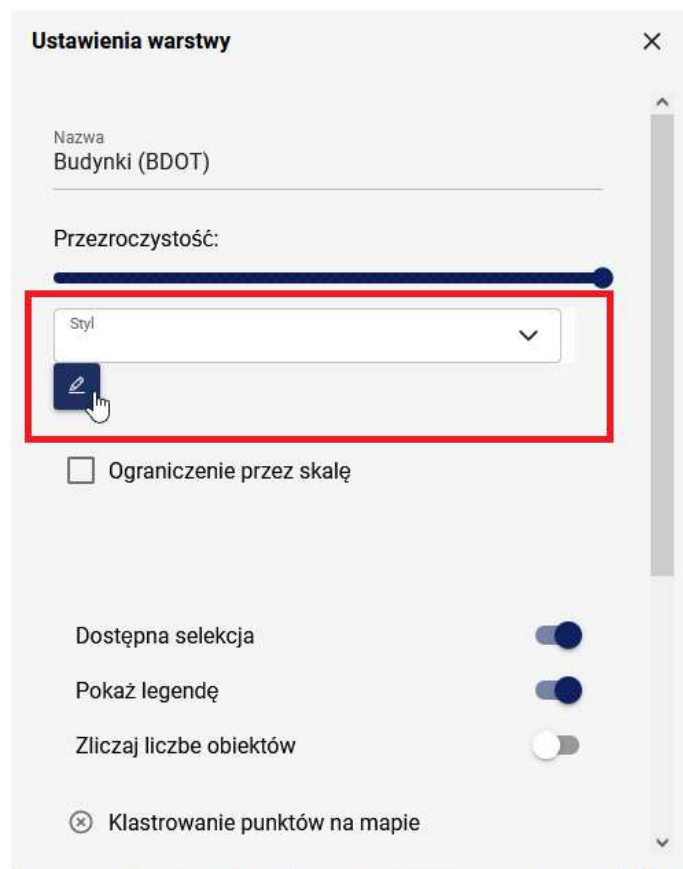 Ustawienia warstwy
Nazwa
Budynki (BDOT)
Przezroczystość:
Styl
Ograniczenie przez skalę
Dostępna selekcja
Pokaż legendę
Zliczaj liczbe obiektów
Klastrowanie punktów na mapie